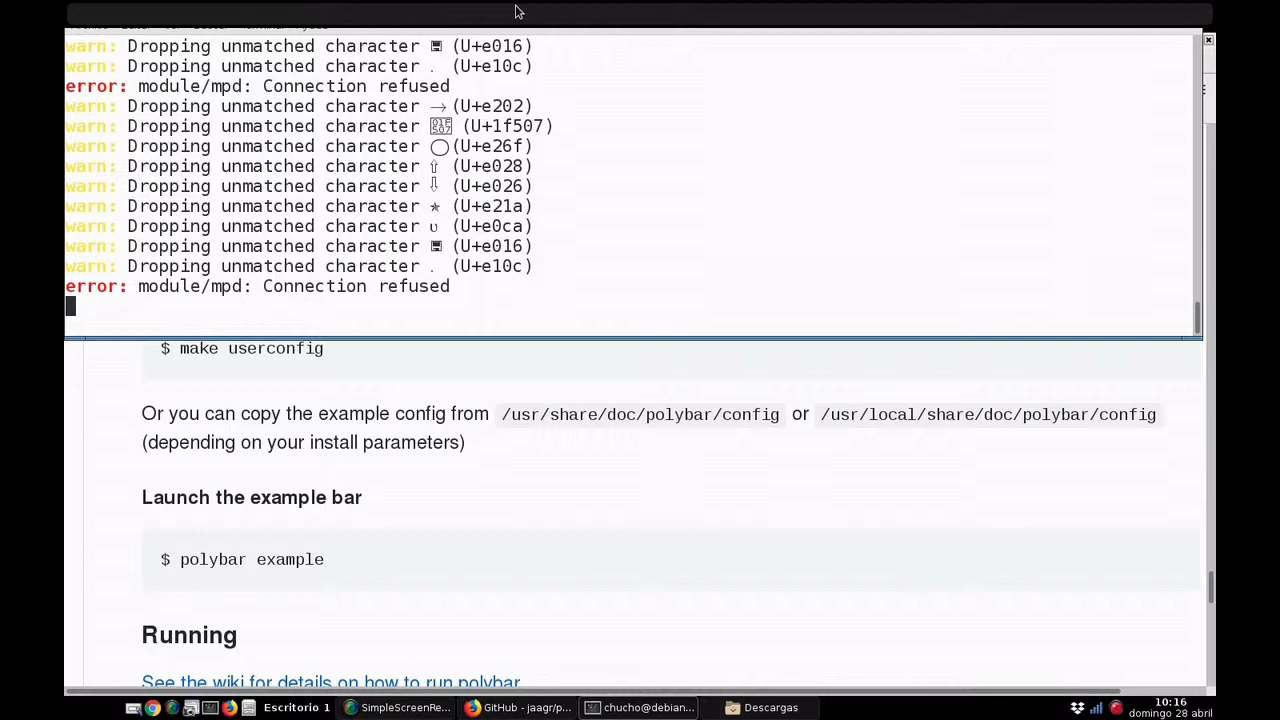 warn: Dropping unmatched character 🖬 (U+e016)
warn: Dropping unmatched character . (U+e10c)
error: module/mpd: Connection refused
warn: Dropping unmatched character → (U+e202)
warn: Dropping unmatched character 🔇 (U+1f507)
warn: Dropping unmatched character ◯ (U+e26f)
warn: Dropping unmatched character ⇧ (U+e028)
warn: Dropping unmatched character ⇩ (U+e026)
warn: Dropping unmatched character ✭ (U+e21a)
warn: Dropping unmatched character υ (U+e0ca)
warn: Dropping unmatched character 🖬 (U+e016)
warn: Dropping unmatched character . (U+e10c)
error: module/mpd: Connection refused
$ make userconfig
Or you can copy the example config from /usr/share/doc/polybar/config or /usr/local/share/doc/polybar/config
(depending on your install parameters)
Launch the example bar
$ polybar example
Running
See the wiki for details on how to run polybar
Escritorio 1 SimpleScreenRe... GitHub - jaagr/p... chucho@debian... Descargas 10:16
domingo 28 abril